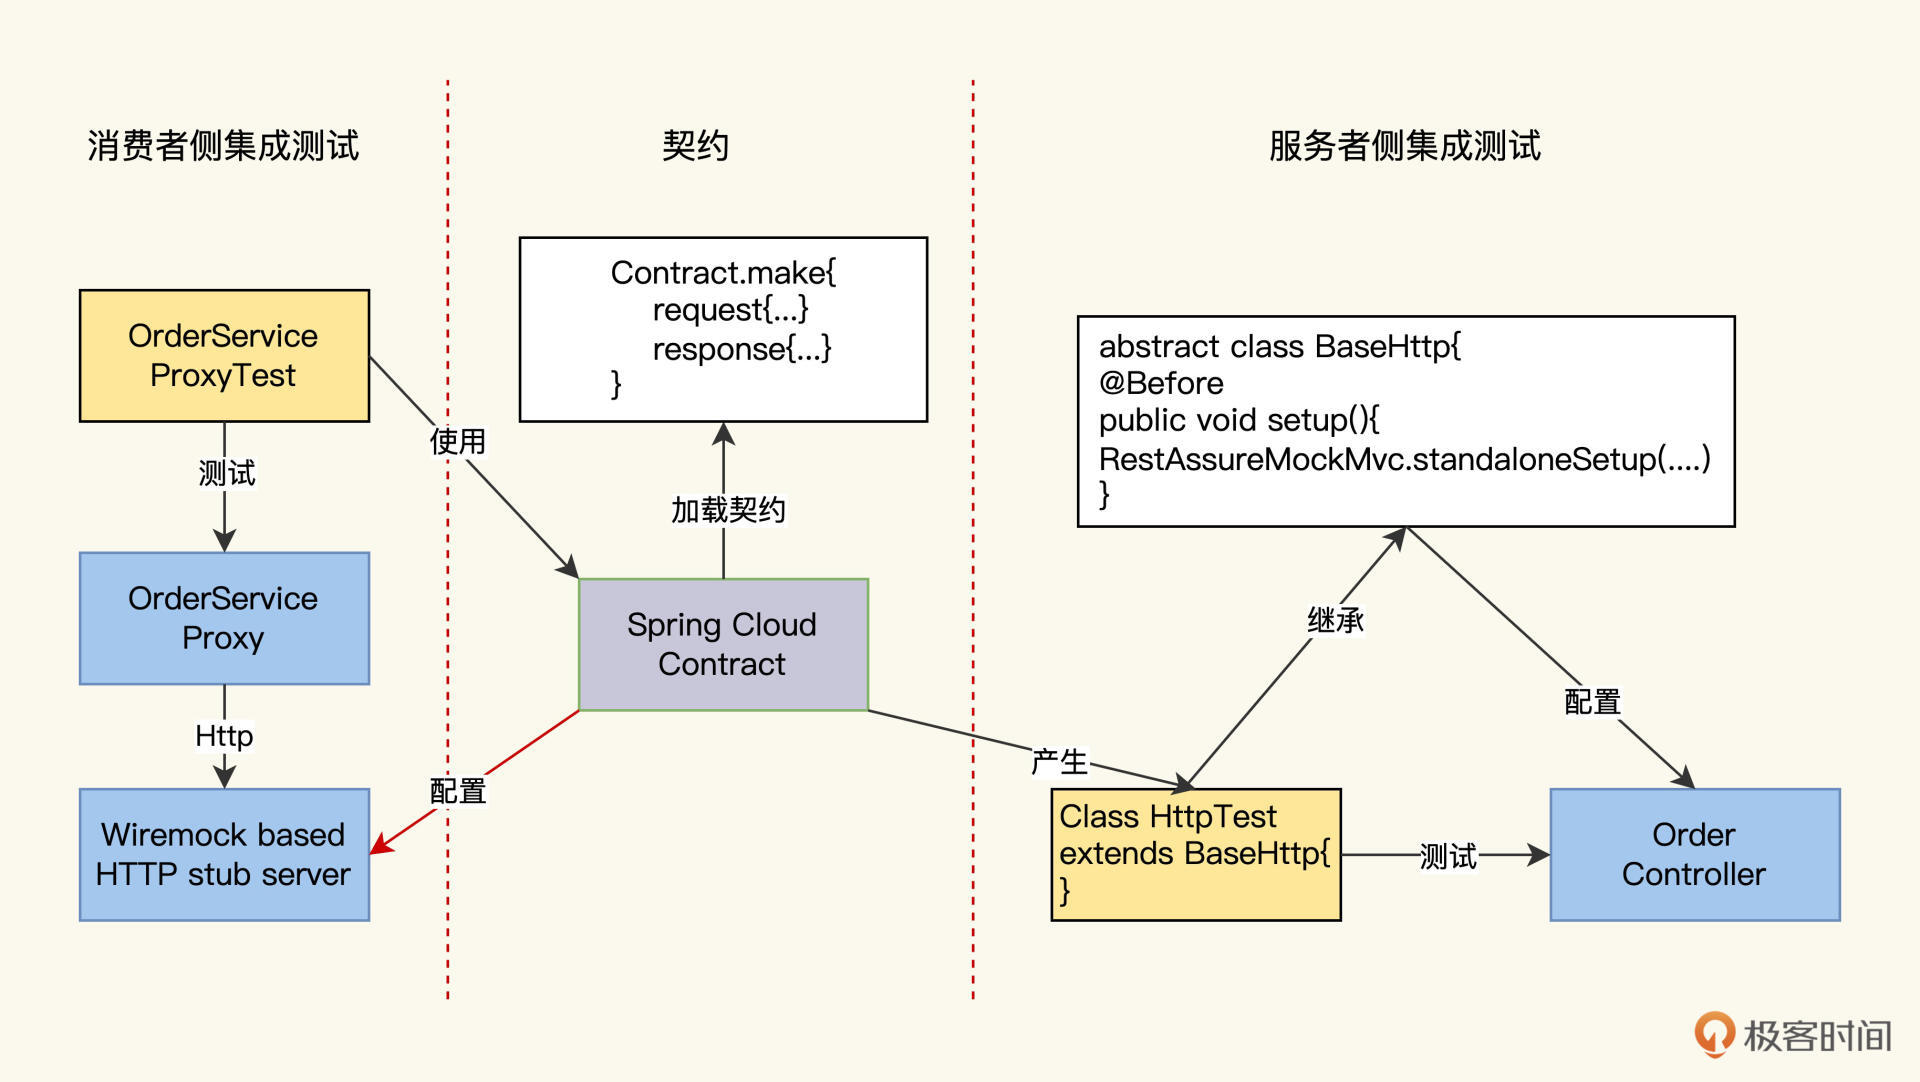 消费者侧集成测试
契约
服务者侧集成测试
OrderService
ProxyTest
测试
OrderService
Proxy
Http
Wiremock based
HTTP stub server
使用
配置
Contract.make{
request{...}
response{...}
}
加载契约
Spring Cloud
Contract
产生
abstract class BaseHttp{
@Before
public void setup(){
RestAssureMockMvc.standaloneSetup(....)
}
继承
配置
Class HttpTest
extends BaseHttp{
}
测试
Order
Controller
极客时间